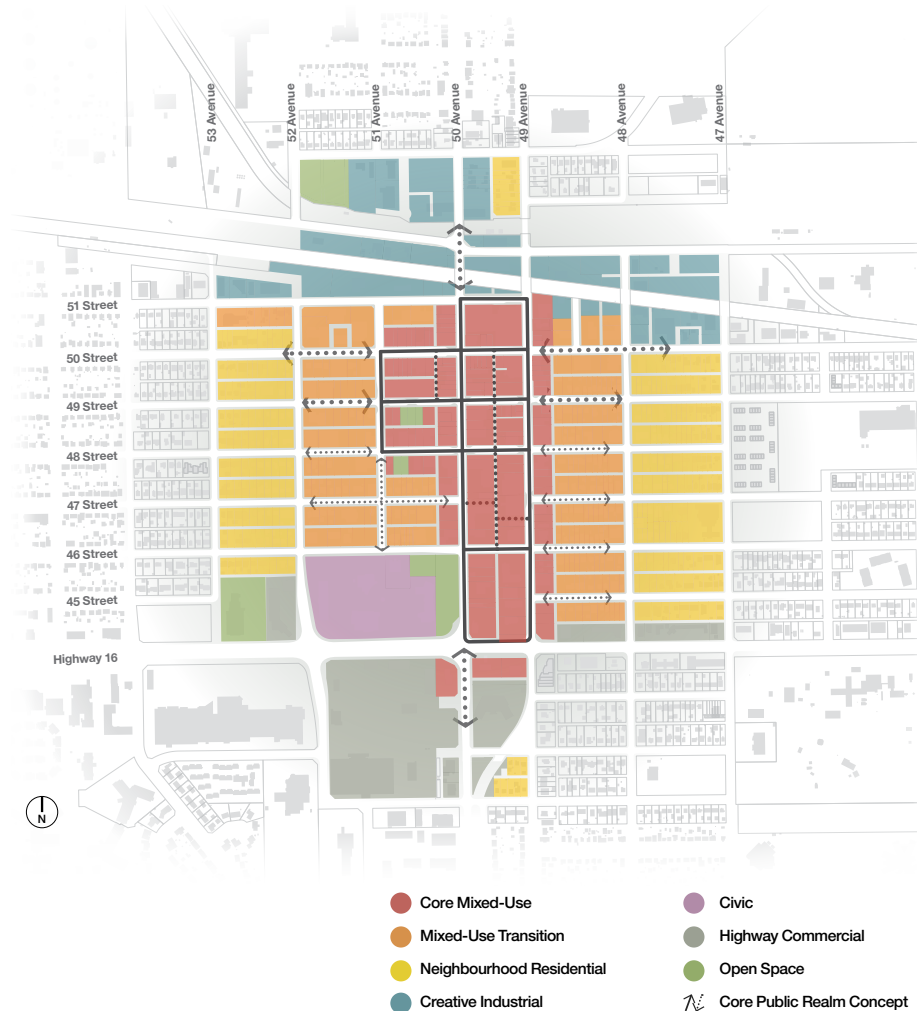 53 Avenue
52 Avenue
51 Avenue
50 Avenue
49 Avenue
48 Avenue
47 Avenue
51 Street
50 Street
49 Street
48 Street
47 Street
46 Street
45 Street
Highway 16
N
Core Mixed-Use
Mixed-Use Transition
Neighbourhood Residential
Creative Industrial
Civic
Highway Commercial
Open Space
Core Public Realm Concept